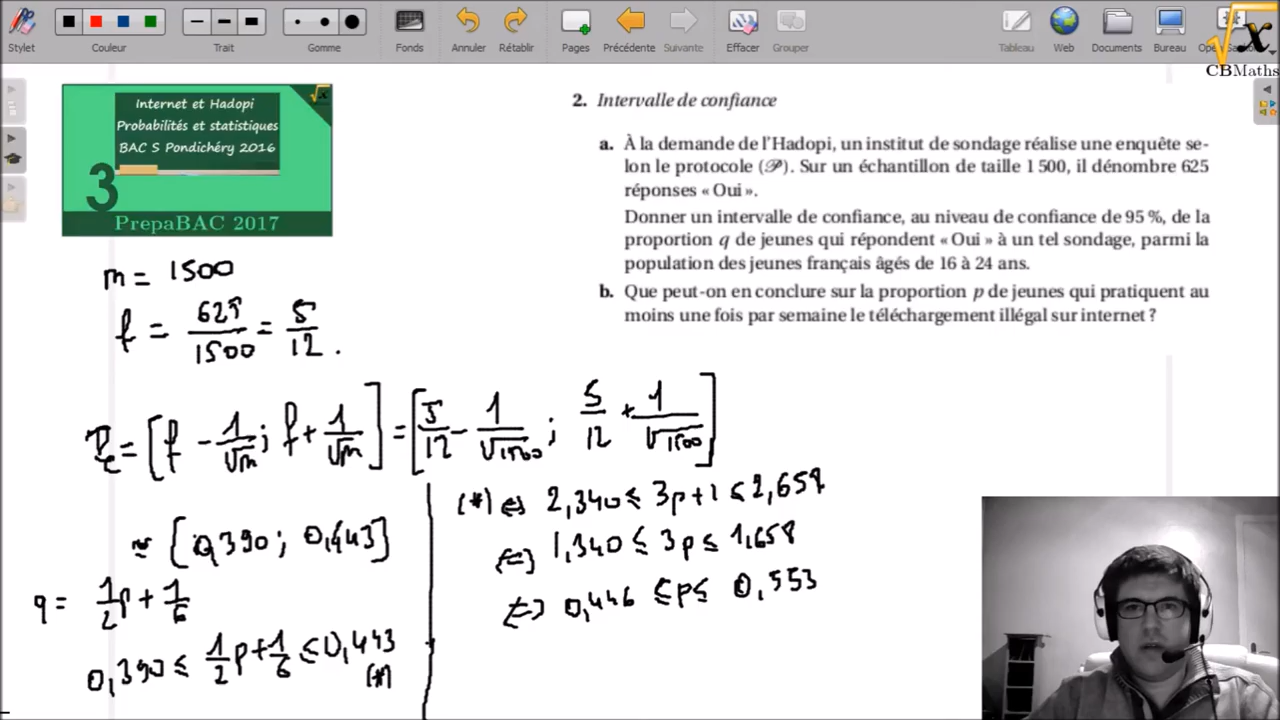 Stylet Couleur Trait Gomme Fonds Annuler Rétablir Pages Précédente Suivante Effacer Grouper Tableau Web Documents Bureau
CBMaths
Internet et Hadopi
Probabilités et statistiques
BAC S Pondichéry 2016
3
PrepaBAC 2017
2. Intervalle de confiance
a. À la demande de l'Hadopi, un institut de sondage réalise une enquête se-
lon le protocole (𝒫). Sur un échantillon de taille 1 500, il dénombre 625
réponses « Oui ».
Donner un intervalle de confiance, au niveau de confiance de 95 %, de la
proportion q de jeunes qui répondent « Oui » à un tel sondage, parmi la
population des jeunes français âgés de 16 à 24 ans.
b. Que peut-on en conclure sur la proportion p de jeunes qui pratiquent au
moins une fois par semaine le téléchargement illégal sur internet ?
n = 1500
f = 625/1500 = 5/12 .
= [f - 1/√n ; f + 1/√n] = [5/12 - 1/√1500 ; 5/12 + 1/√1500]
≈ [0,390 ; 0,443]
q = 1/2 p + 1/6
0,390 ≤ 1/2 p + 1/6 ≤ 0,443
(*)
(*) ⇔ 2,340 ≤ 3p + 1 ≤ 2,658
⇔ 1,340 ≤ 3p ≤ 1,658
⇔ 0,446 ≤ p ≤ 0,553